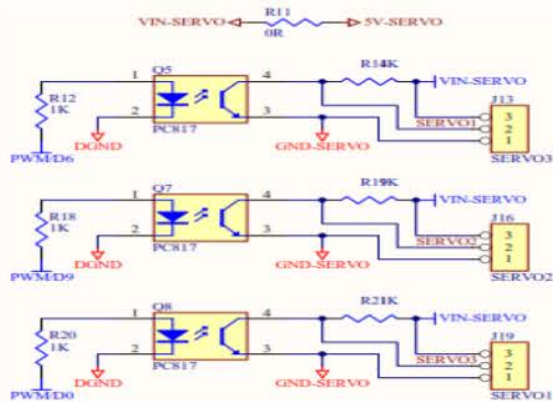 VIN-SERVO R11 0R 5V-SERVO
Q5
1 4
R12
1K
2 3
PC817
PWM/D6
DGND
GND-SERVO
VIN-SERVO
J13
SERVO1
3
2
1
SERVO3
Q7
1 4
R18
1K
2 3
PC817
PWM/D9
DGND
GND-SERVO
VIN-SERVO
J16
SERVO2
3
2
1
SERVO2
Q8
1 4
R21 1K
R20
1K
2 3
PC817
PWM/D0
DGND
GND-SERVO
VIN-SERVO
J19
SERVO3
3
2
1
SERVO1